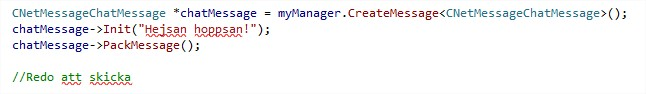 CNetMessageChatMessage *chatMessage = myManager.CreateMessage<CNetMessageChatMessage>();
chatMessage->Init("Hejsan hoppsan!");
chatMessage->PackMessage();
//Redo att skicka